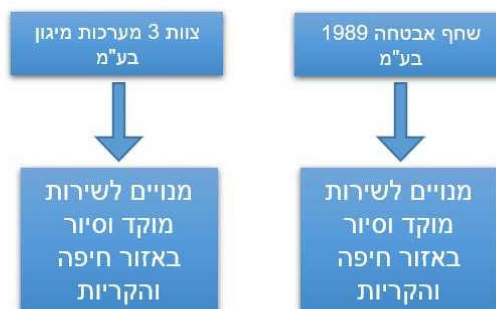 שחף אבטחה 1989
בע"מ
צוות 3 מערכות מיגון
בע"מ
מנויים לשירות
מוקד וסיור
באזור חיפה
והקריות
מנויים לשירות
מוקד וסיור
באזור חיפה
והקריות